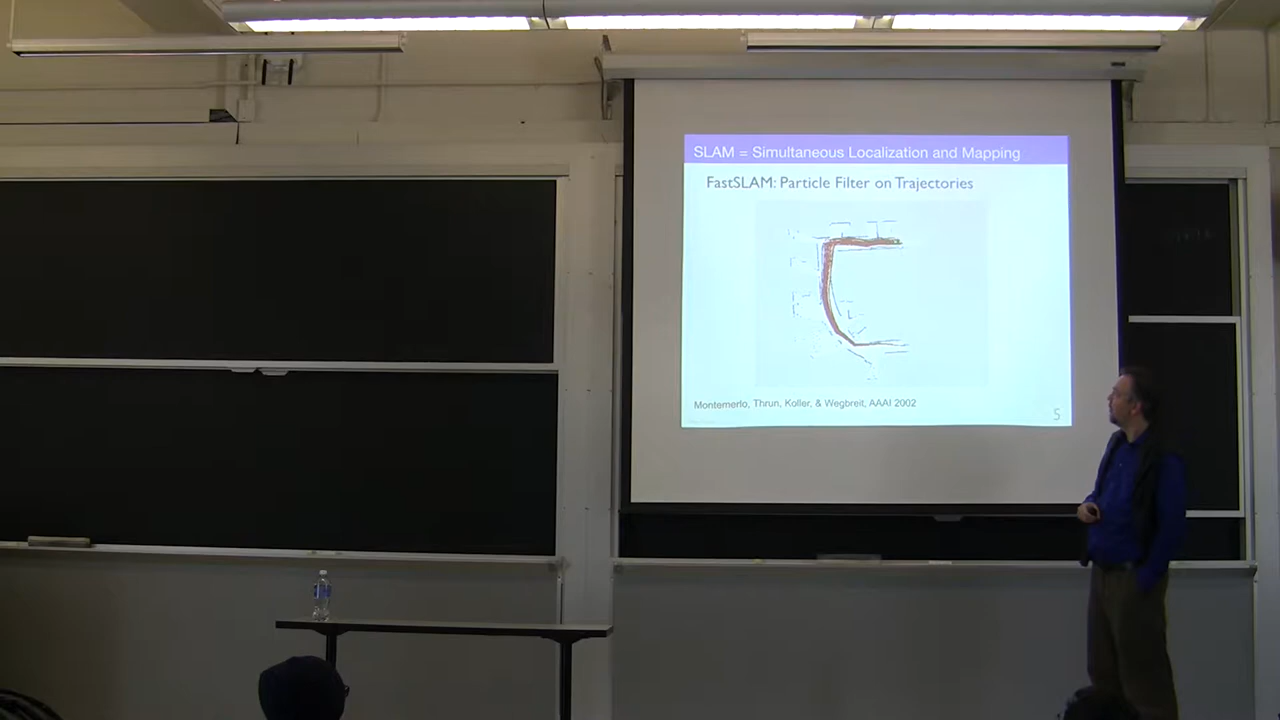 SLAM = Simultaneous Localization and Mapping
FastSLAM: Particle Filter on Trajectories
Montemerlo, Thrun, Koller, & Wegbreit, AAAI 2002
5